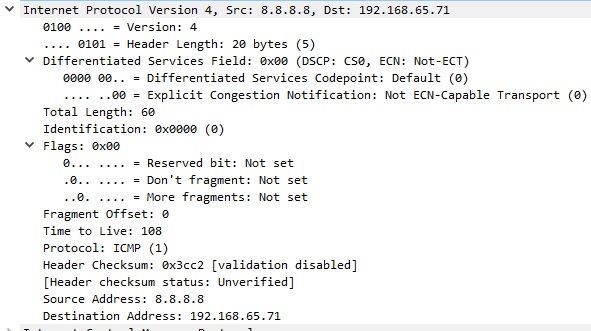 Internet Protocol Version 4, Src: 8.8.8.8, Dst: 192.168.65.71
0100 .... = Version: 4
.... 0101 = Header Length: 20 bytes (5)
Differentiated Services Field: 0x00 (DSCP: CS0, ECN: Not-ECT)
0000 00.. = Differentiated Services Codepoint: Default (0)
.... ..00 = Explicit Congestion Notification: Not ECN-Capable Transport (0)
Total Length: 60
Identification: 0x0000 (0)
Flags: 0x00
0... .... = Reserved bit: Not set
.0.. .... = Don't fragment: Not set
..0. .... = More fragments: Not set
Fragment Offset: 0
Time to Live: 108
Protocol: ICMP (1)
Header Checksum: 0x3cc2 [validation disabled]
[Header checksum status: Unverified]
Source Address: 8.8.8.8
Destination Address: 192.168.65.71